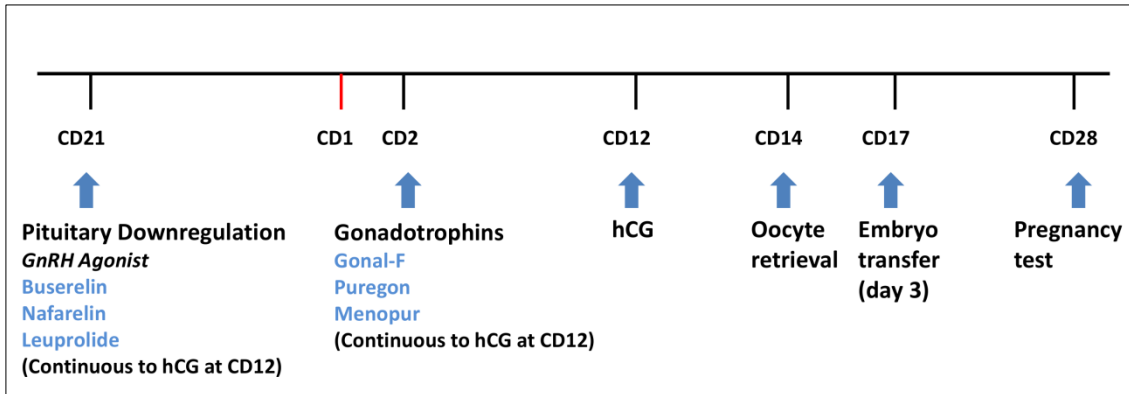 CD21
CD1
CD2
CD12
CD14
CD17
CD28
Pituitary Downregulation
GnRH Agonist
Buserelin
Nafarelin
Leuprolide
(Continuous to hCG at CD12)
Gonadotrophins
Gonal-F
Puregon
Menopur
(Continuous to hCG at CD12)
hCG
Oocyte
retrieval
Embryo
transfer
(day 3)
Pregnancy
test